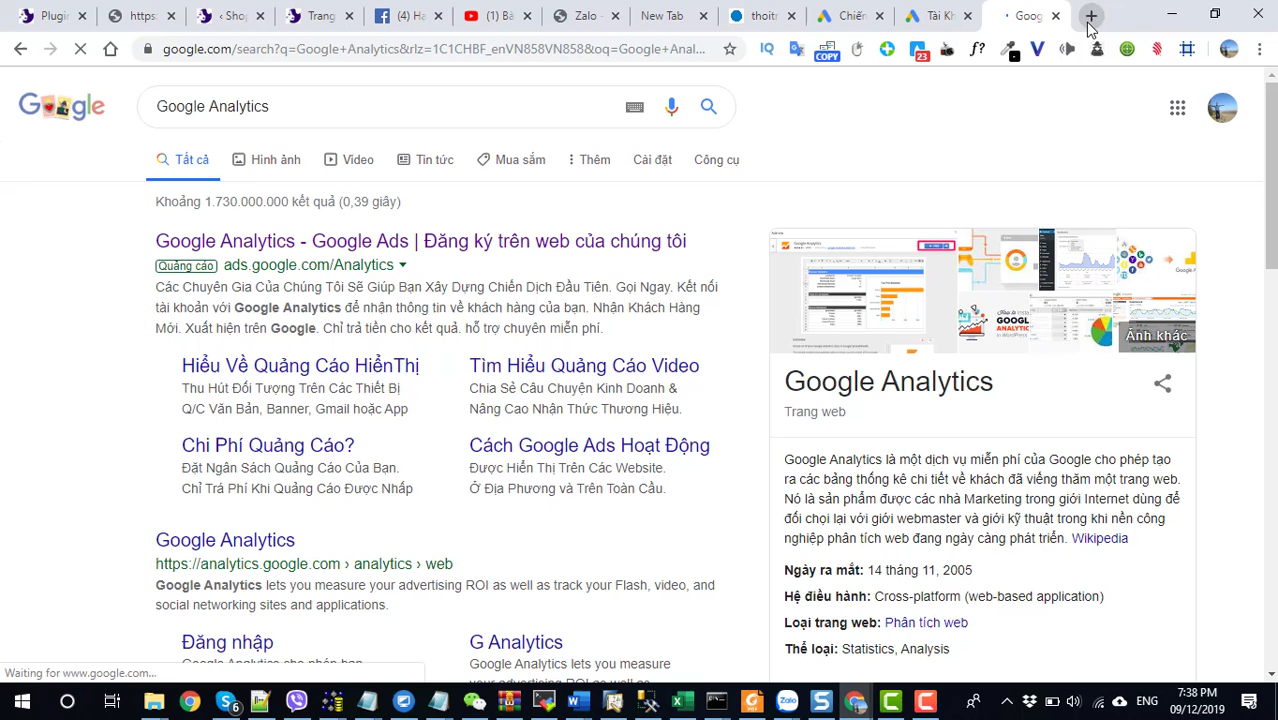 Plugin
https:
‹ Shop
Trang
(4) Ha
(1) Bà
Zalo -
New Tab
thoitr
Chiến
Tài Kh
Goog
google.com/search?q=Google+Analytics&rlz=1C1CHBF_enVN858VN858&oq=Google+Anal...
COPY
23
f?
Google Analytics
Tất cả
Hình ảnh
Video
Tin tức
Mua sắm
Thêm
Cài đặt
Công cụ
Khoảng 1.730.000.000 kết quả (0,39 giây)
Google Analytics - Google Ads | Đăng ký trên web của chúng tôi
Quảng cáo ads.google.com/Analytics
Các Chuyên Gia Của Chúng Tôi Giúp Bạn Xây Dựng Chiến Dịch Đầu Tiên Gọi Ngay. Kết nối
tài khoản với Google Analytics để có thêm thông tin về khách hàng của bạn. Nhận Khách Hàng
Mới. Xuất hiện trên Google. Hiển thị trên cho kết quả hỗ trợ chuyên miễn phí.
Hiểu Về Quảng Cáo HiểnThị
Thu Hút Đối Tượng Trên Các Thiết Bị
Q/C Văn Bản, Banner, Gmail hoặc App
Tìm Hiểu Quảng Cáo Video
Chia Sẻ Câu Chuyện Kinh Doanh &
Nâng Cao Nhận Thức Thương Hiệu.
Chi Phí Quảng Cáo?
Đặt Ngân Sách Quảng Cáo Của Bạn.
Chỉ Trả Phí Khi Quảng Cáo Được Nhấp
Cách Google Ads Hoạt Động
Được Hiển Thị Trên Các Website.
Ở Địa Phương và Trên Toàn Cầu.
Google Analytics
https://analytics.google.com › analytics › web
Google Analytics lets you measure your advertising ROI as well as track your Flash, video, and
social networking sites and applications.
Đăng nhập
G Analytics
Google Analytics lets you measure
Ảnh khác
Google Analytics
Trang web
Google Analytics là một dịch vụ miễn phí của Google cho phép tạo
ra các bảng thống kê chi tiết về khách đã viếng thăm một trang web.
Nó là sản phẩm được các nhà Marketing trong giới Internet dùng để
đối chọi lại với giới webmaster và giới kỹ thuật trong khi nền công
nghiệp phân tích web đang ngày càng phát triển. Wikipedia
Ngày ra mắt: 14 tháng 11, 2005
Hệ điều hành: Cross-platform (web-based application)
Loại trang web: Phân tích web
Thể loại: Statistics, Analysis
Waiting for www.google.com...
ENG
7:38 PM
09/12/2019